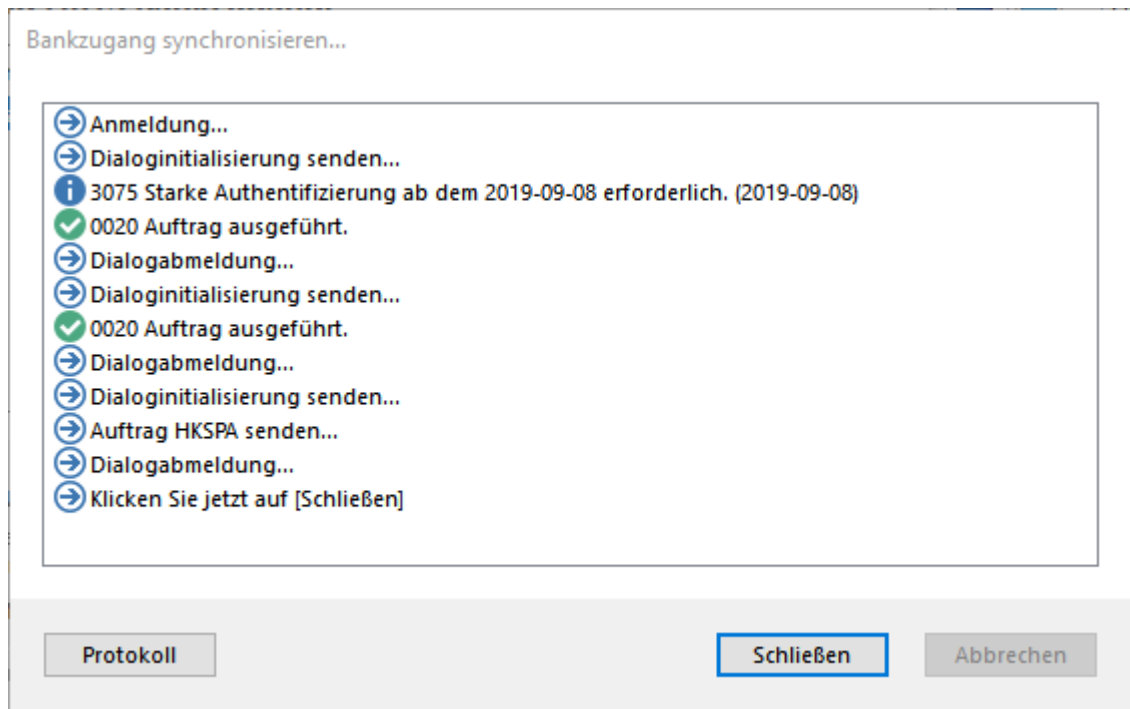 Bankzugang synchronisieren...
Anmeldung...
Dialoginitialisierung senden...
3075 Starke Authentifizierung ab dem 2019-09-08 erforderlich. (2019-09-08)
0020 Auftrag ausgeführt.
Dialogabmeldung...
Dialoginitialisierung senden...
0020 Auftrag ausgeführt.
Dialogabmeldung...
Dialoginitialisierung senden...
Auftrag HKSPA senden...
Dialogabmeldung...
Klicken Sie jetzt auf [Schließen]
Protokoll
Schließen
Abbrechen